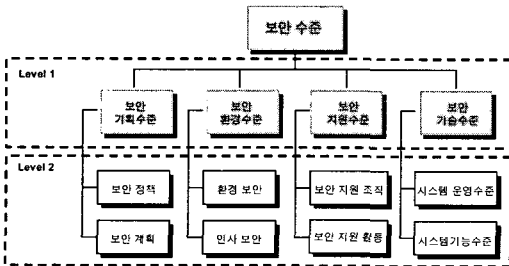 보안 수준
Level 1
보안
기획수준
보안
환경수준
보안
지원수준
보안
기술수준
Level 2
보안 정책
환경 보안
보안 지원 조직
시스템 운영수준
보안 계획
인사 보안
보안 지원 활동
시스템기능수준